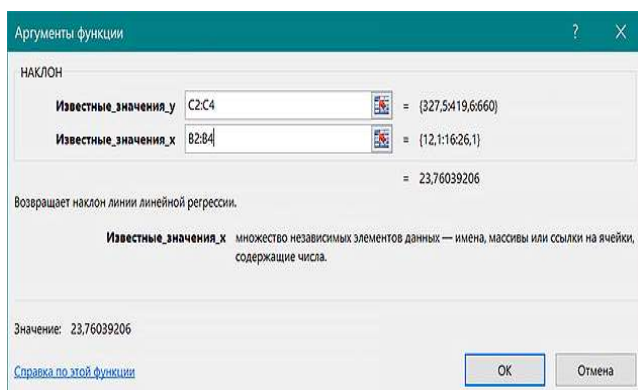 Аргументы функции ? X
НАКЛОН
Известные_значения_y C2:C4 = {327,5:419,6:660}
Известные_значения_x B2:B4 = {12,1:16:26,1}
= 23,76039206
Возвращает наклон линии линейной регрессии.
Известные_значения_x множество независимых элементов данных — имена, массивы или ссылки на ячейки,
содержащие числа.
Значение: 23,76039206
Справка по этой функции OK Отмена